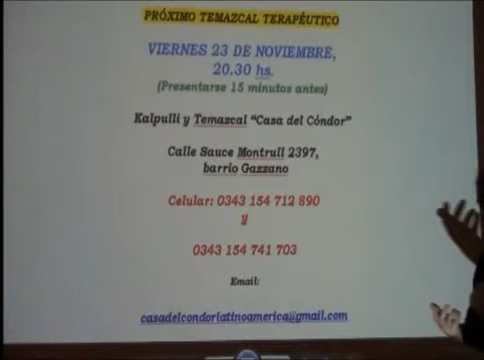 PRÓXIMO TEMAZCAL TERAPÉUTICO
VIERNES 23 DE NOVIEMBRE,
20.30 hs.
(Presentarse 15 minutos antes)
Kalpulli y Temazcal “Casa del Cóndor”
Calle Sauce Montrull 2397,
barrio Gazzano
Celular: 0343 154 712 890
y
0343 154 741 703
Email:
casadelcondorlatinoamerica@gmail.com